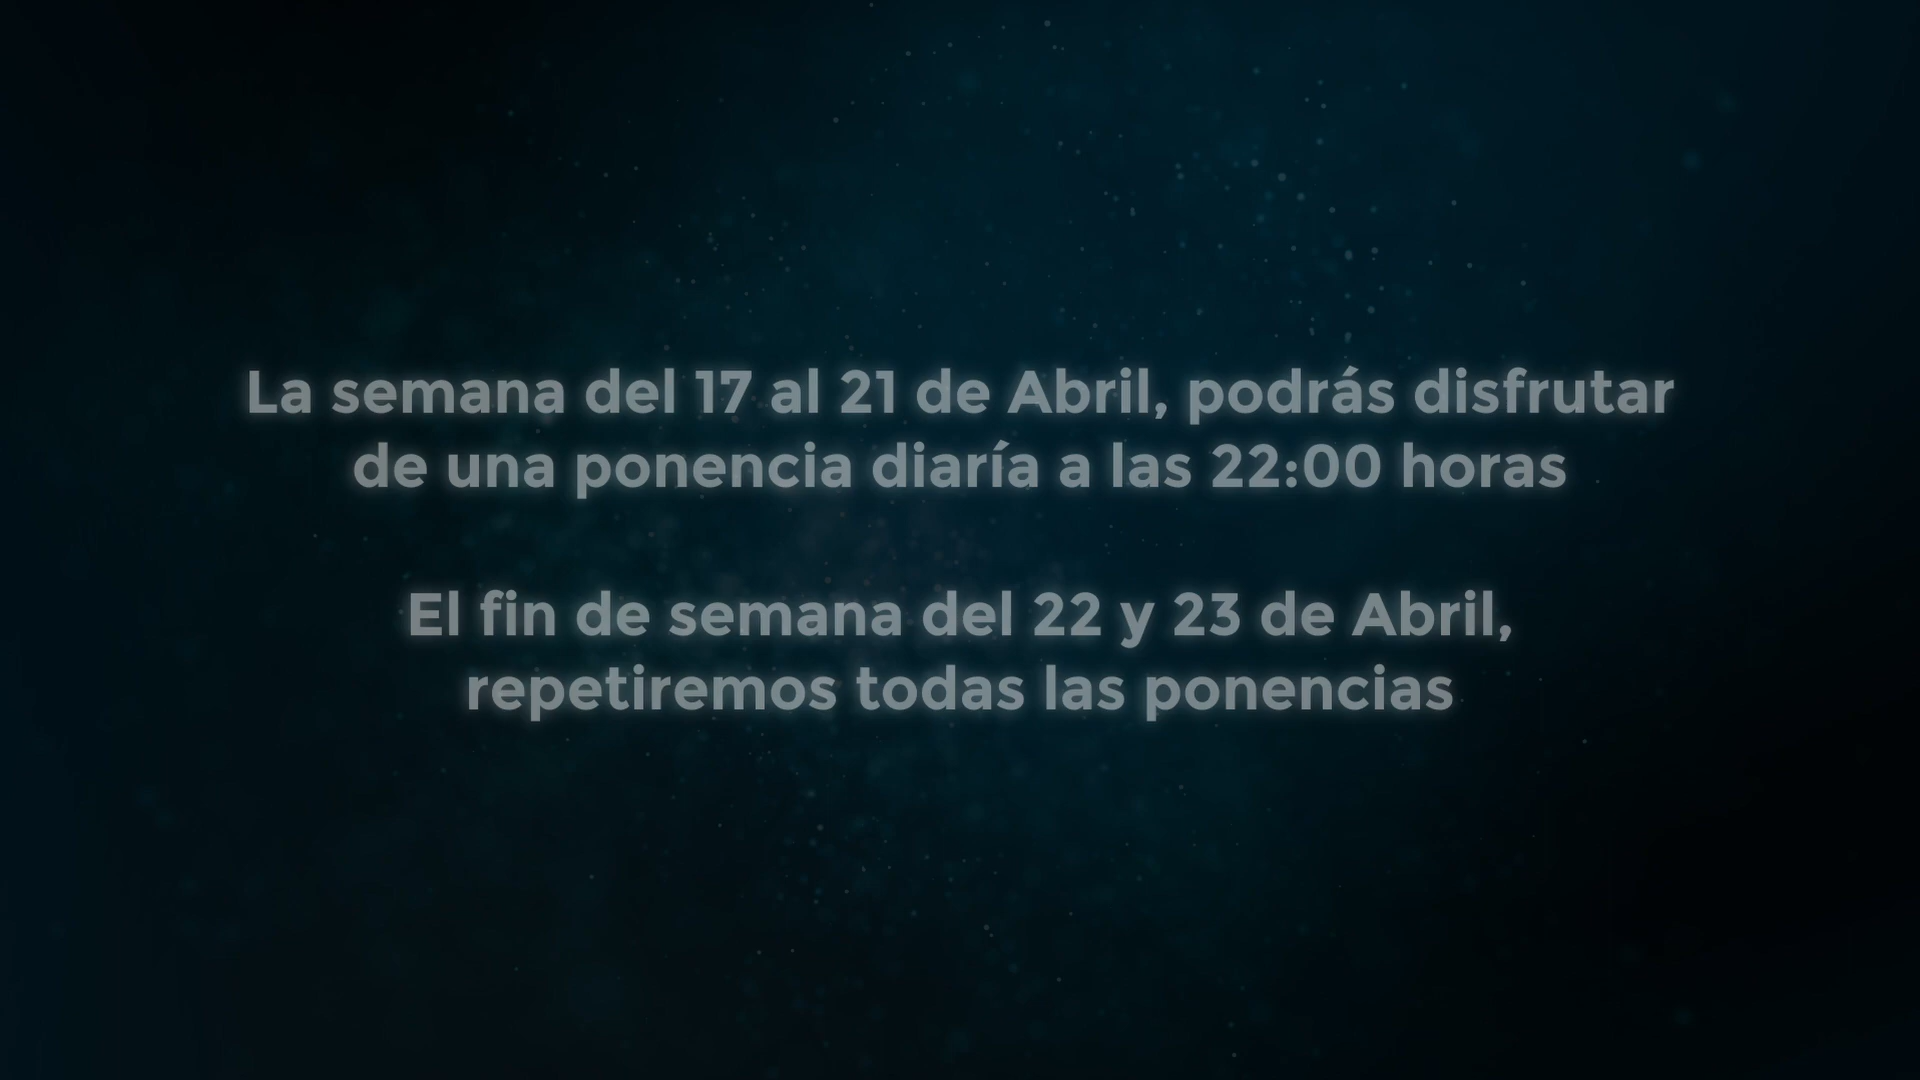 La semana del 17 al 21 de Abril, podrás disfrutar
de una ponencia diaría a las 22:00 horas
El fin de semana del 22 y 23 de Abril,
repetiremos todas las ponencias